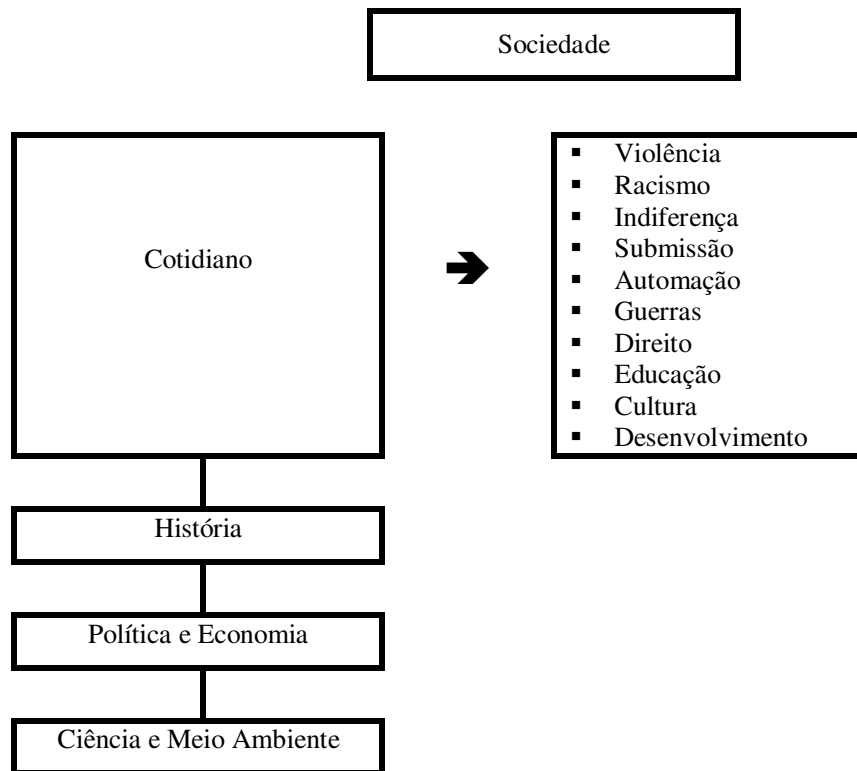 Sociedade
Cotidiano
▪ Violência
▪ Racismo
▪ Indiferença
▪ Submissão
▪ Automação
▪ Guerras
▪ Direito
▪ Educação
▪ Cultura
▪ Desenvolvimento
História
Política e Economia
Ciência e Meio Ambiente